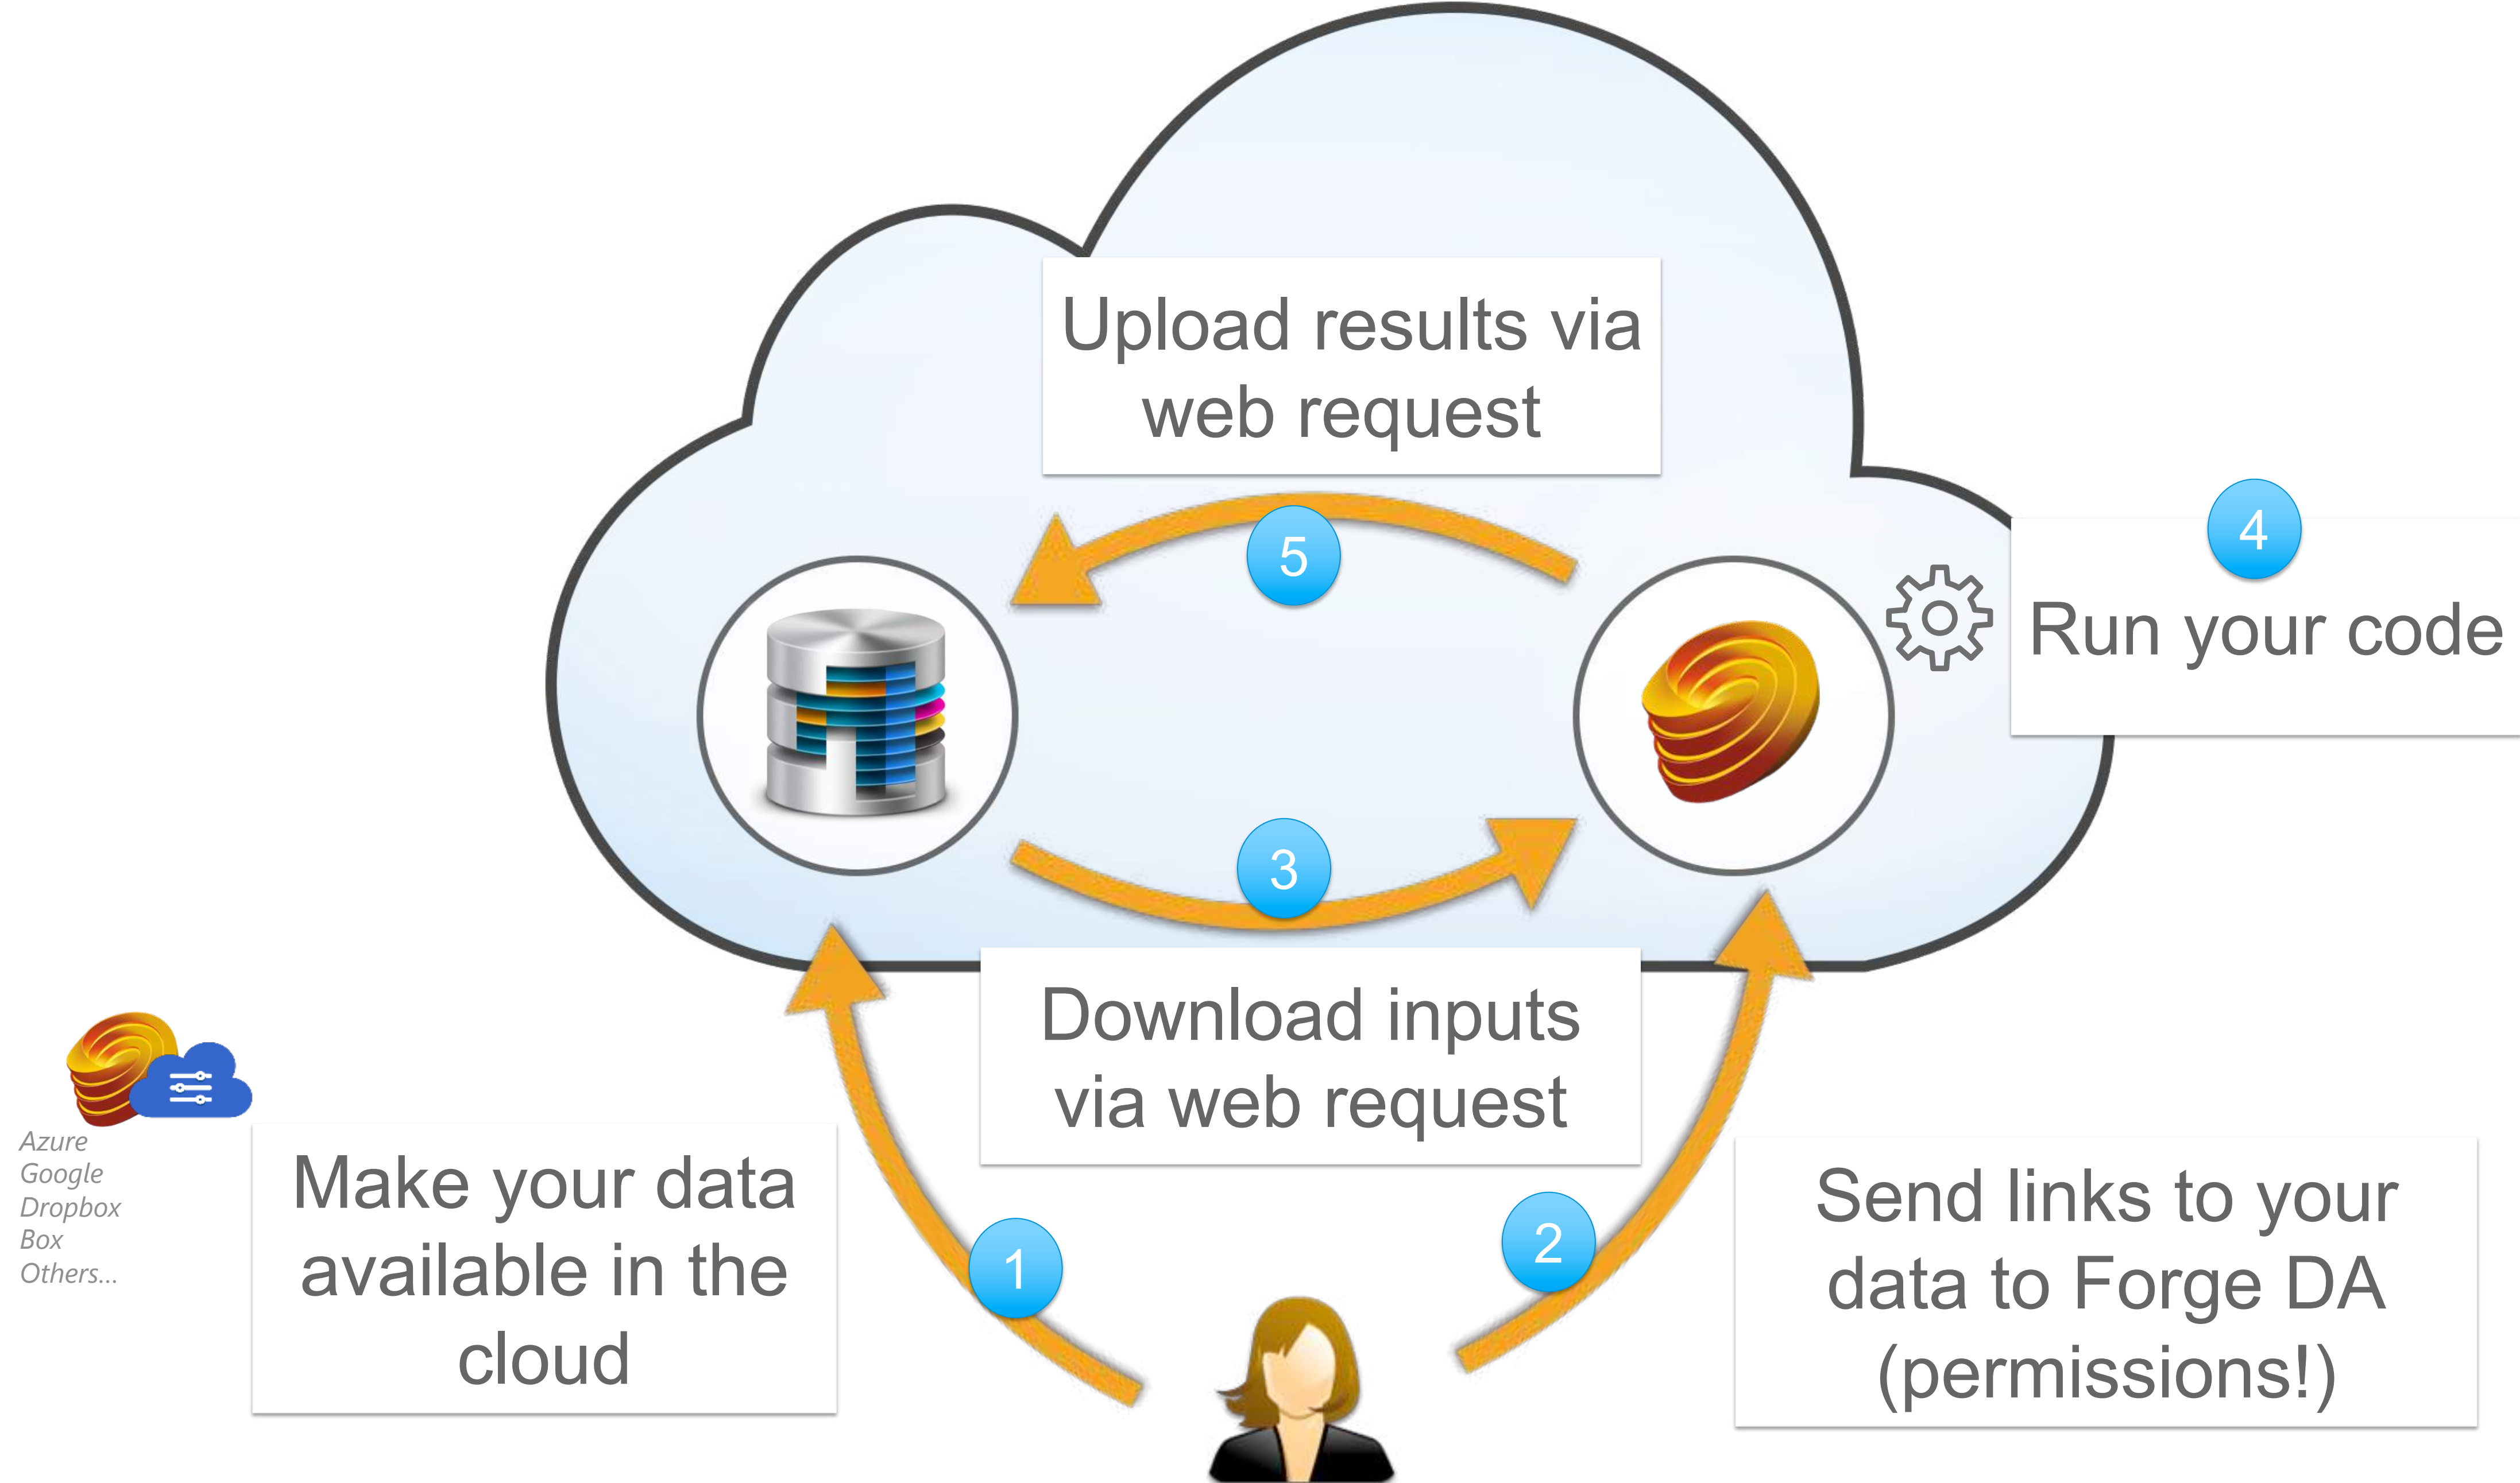 Upload results via
web request
5
4
Run your code
3
Download inputs
via web request
Azure
Google
Dropbox
Box
Others...
Make your data
available in the
cloud
1
2
Send links to your
data to Forge DA
(permissions!)